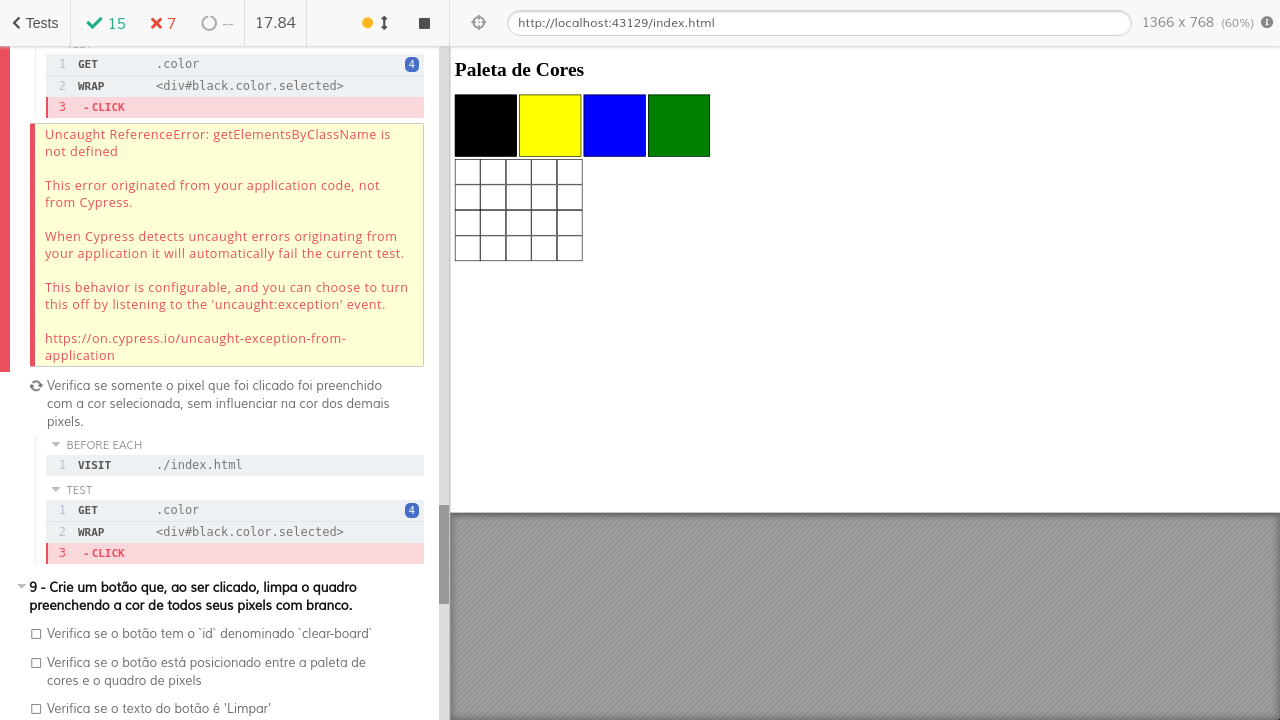 Tests 15 7 -- 17.84 http://localhost:43129/index.html 1366 x 768 (60%)
TEST
1 GET .color 4
2 WRAP <div#black.color.selected>
3 - CLICK
Uncaught ReferenceError: getElementsByClassName is
not defined
This error originated from your application code, not
from Cypress.
When Cypress detects uncaught errors originating from
your application it will automatically fail the current test.
This behavior is configurable, and you can choose to turn
this off by listening to the 'uncaught:exception' event.
https://on.cypress.io/uncaught-exception-from-
application
Verifica se somente o pixel que foi clicado foi preenchido
com a cor selecionada, sem influenciar na cor dos demais
pixels.
BEFORE EACH
1 VISIT ./index.html
TEST
1 GET .color 4
2 WRAP <div#black.color.selected>
3 - CLICK
9 - Crie um botão que, ao ser clicado, limpa o quadro
preenchendo a cor de todos seus pixels com branco.
Verifica se o botão tem o `id` denominado `clear-board`
Verifica se o botão está posicionado entre a paleta de
cores e o quadro de pixels
Verifica se o texto do botão é 'Limpar'
Paleta de Cores